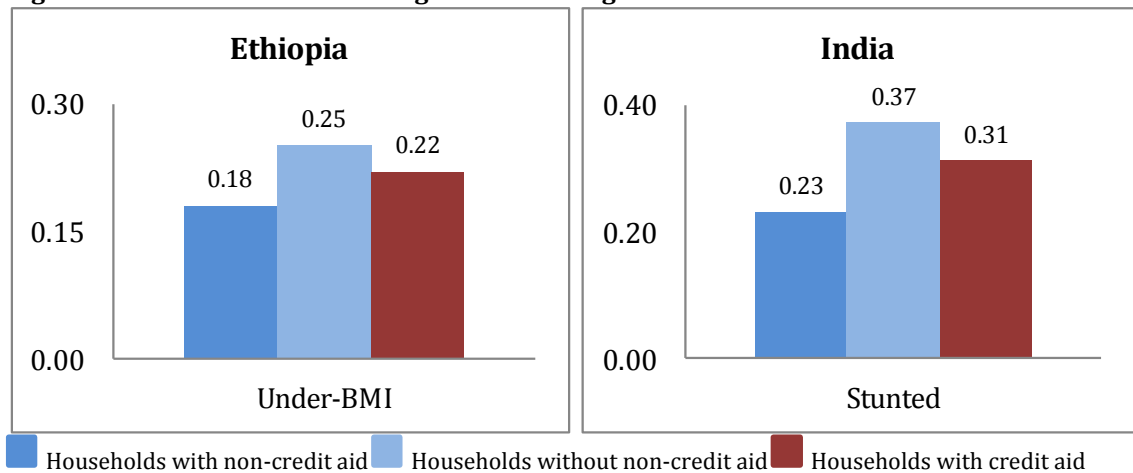 Ethiopia
0.30
0.15
0.00
0.18
0.25
0.22
Under-BMI
India
0.40
0.20
0.00
0.23
0.37
0.31
Stunted
Households with non-credit aid
Households without non-credit aid
Households with credit aid